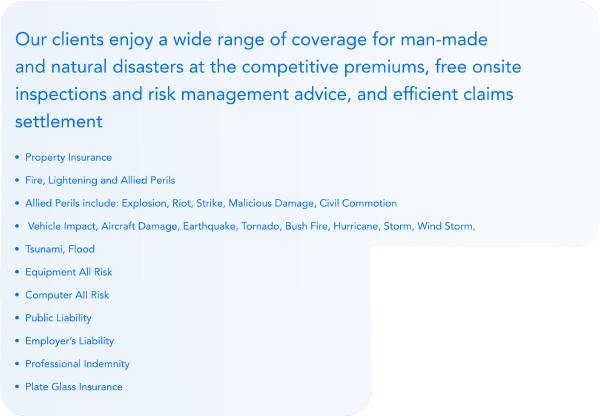 Our clients enjoy a wide range of coverage for man-made
and natural disasters at the competitive premiums, free onsite
inspections and risk management advice, and efficient claims
settlement
• Property Insurance
• Fire, Lightening and Allied Perils
• Allied Perils include: Explosion, Riot, Strike, Malicious Damage, Civil Commotion
• Vehicle Impact, Aircraft Damage, Earthquake, Tornado, Bush Fire, Hurricane, Storm, Wind Storm,
• Tsunami, Flood
• Equipment All Risk
• Computer All Risk
• Public Liability
• Employer's Liability
• Professional Indemnity
• Plate Glass Insurance